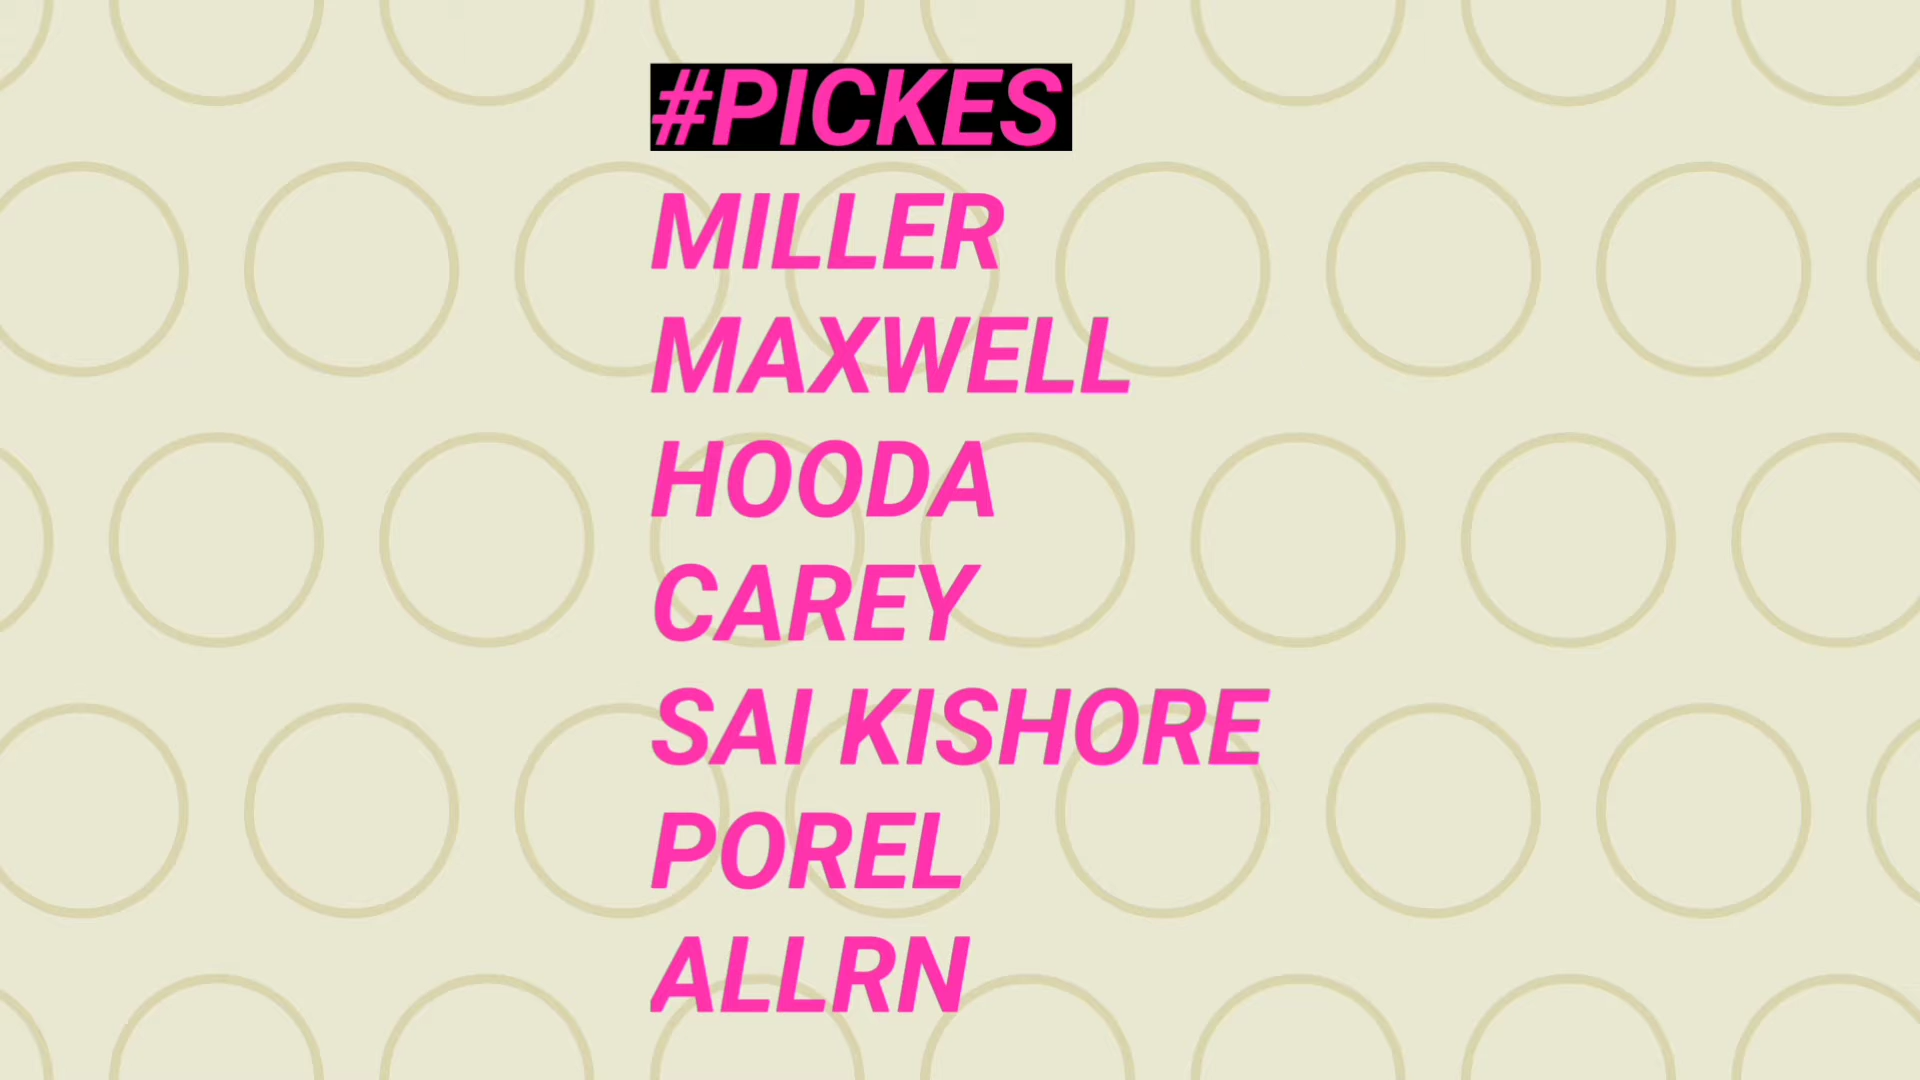 #PICKES
MILLER
MAXWELL
HOODA
CAREY
SAI KISHORE
POREL
ALLRN